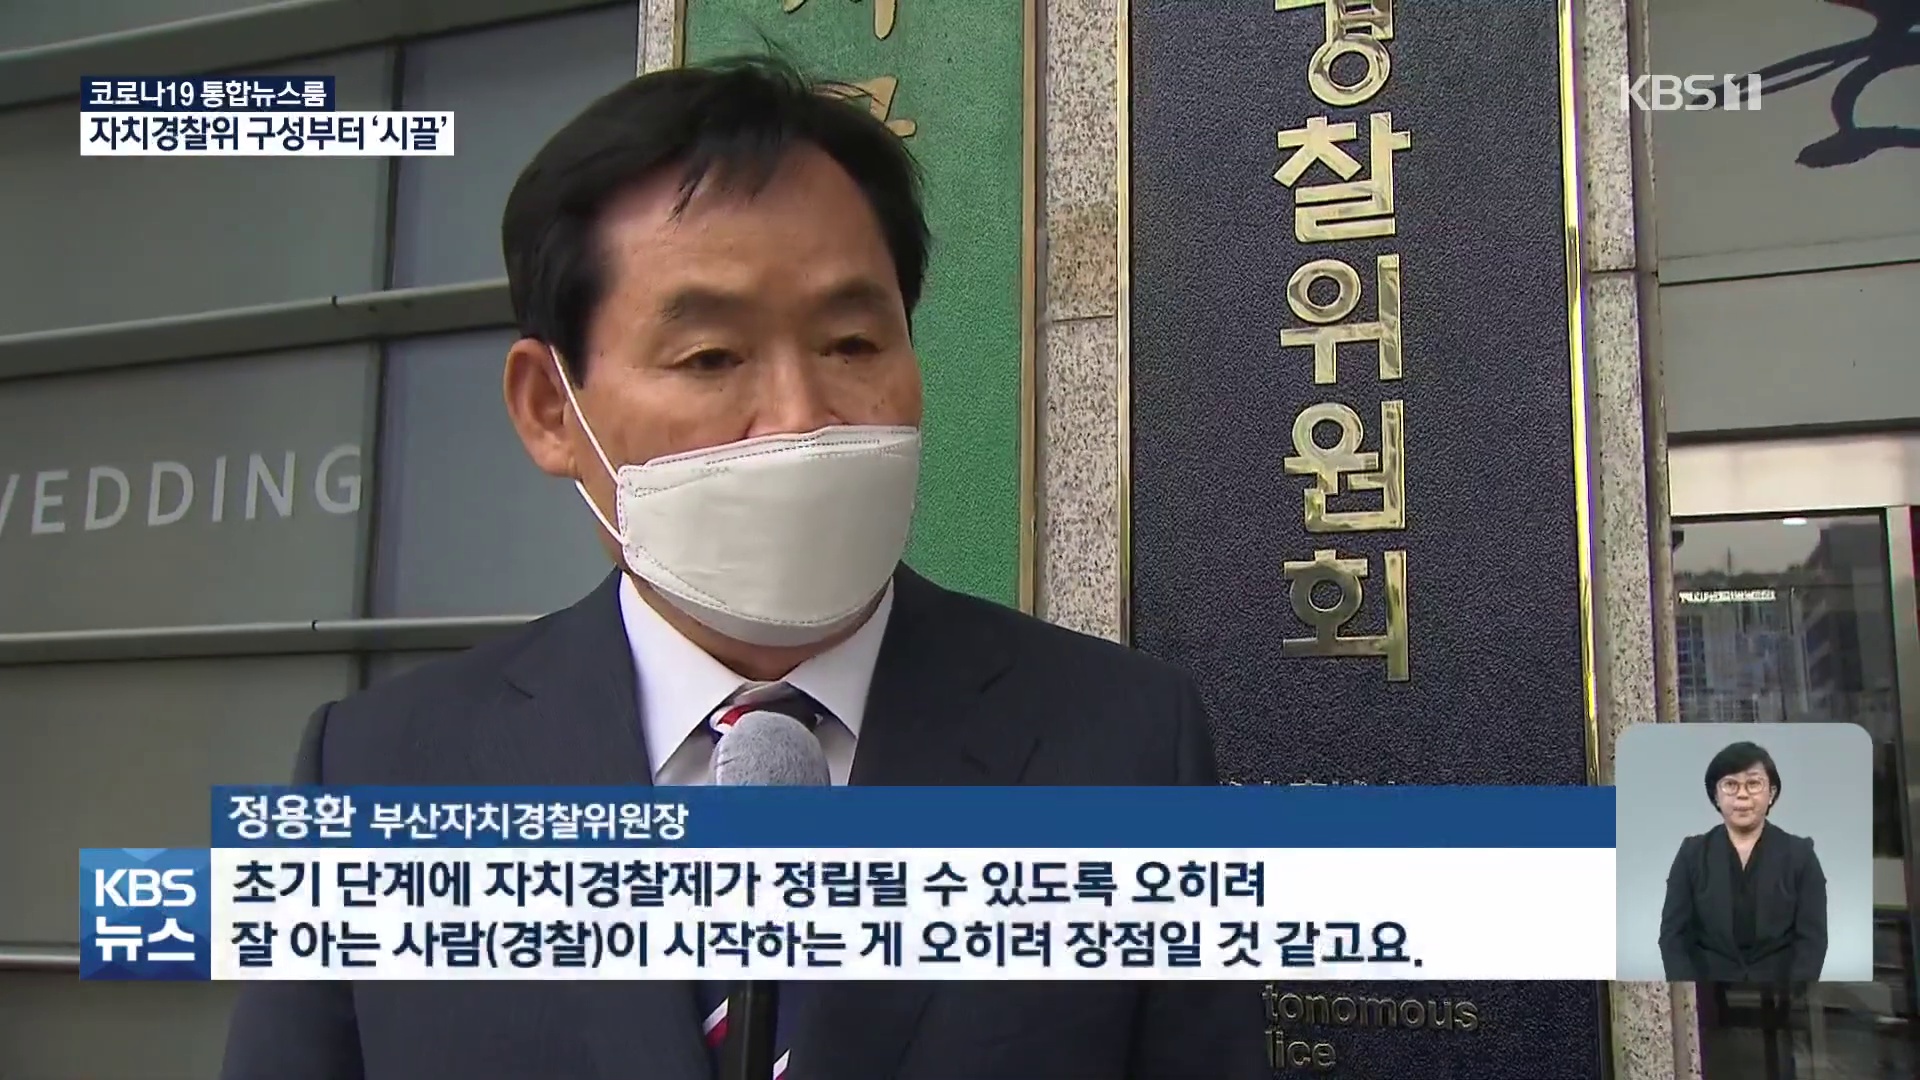 코로나19 통합뉴스룸
자치경찰위 구성부터 ‘시끌’
KBS 1
WEDDING
경찰위원회
정용환 부산자치경찰위원장
KBS
뉴스
초기 단계에 자치경찰제가 정립될 수 있도록 오히려
잘 아는 사람(경찰)이 시작하는 게 오히려 장점일 것 같고요.
tonomous
lice